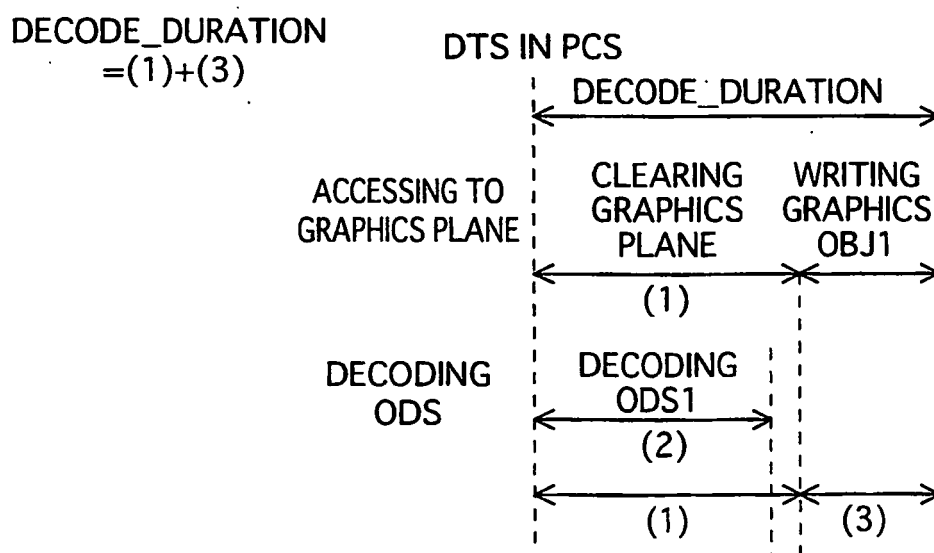 DECODE_DURATION
=(1)+(3)
DTS IN PCS
DECODE_DURATION
ACCESSING TO
GRAPHICS PLANE
CLEARING
GRAPHICS
PLANE
WRITING
GRAPHICS
OBJ1
(1)
DECODING
ODS
DECODING
ODS1
(2)
(1)
(3)